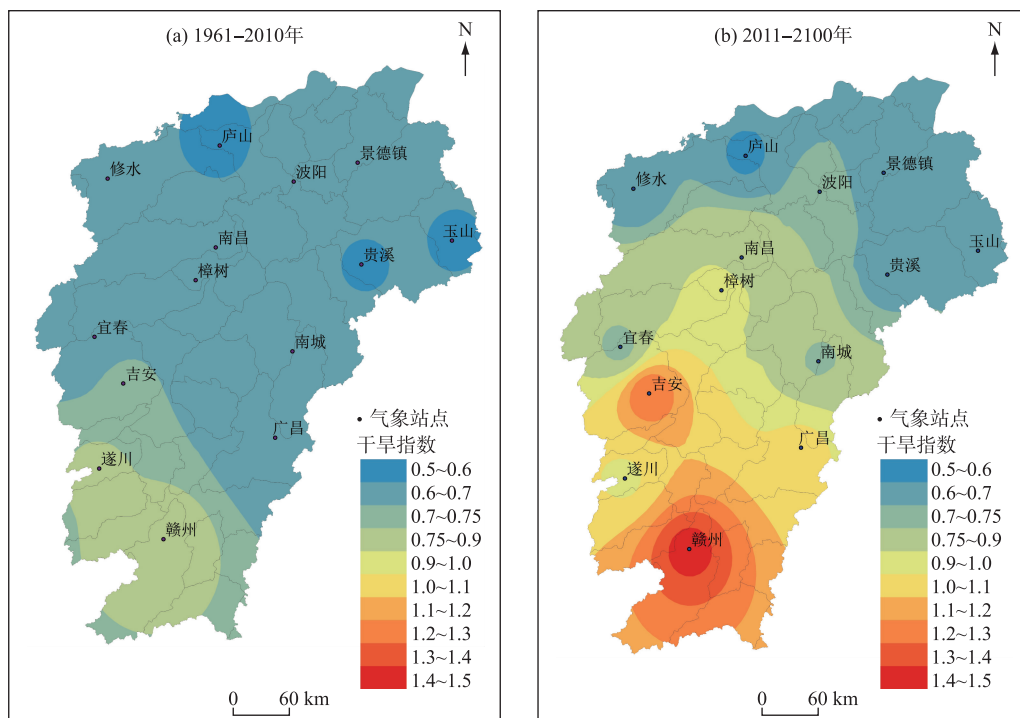 (a) 1961−2010年
N
庐山
景德镇
修水
波阳
玉山
南昌
贵溪
樟树
宜春
南城
吉安
广昌
遂川
赣州
气象站点
干旱指数
0.5~0.6
0.6~0.7
0.7~0.75
0.75~0.9
0.9~1.0
1.0~1.1
1.1~1.2
1.2~1.3
1.3~1.4
1.4~1.5
0 60 km
(b) 2011−2100年
N
庐山
景德镇
修水
波阳
玉山
南昌
贵溪
樟树
宜春
南城
吉安
广昌
遂川
赣州
气象站点
干旱指数
0.5~0.6
0.6~0.7
0.7~0.75
0.75~0.9
0.9~1.0
1.0~1.1
1.1~1.2
1.2~1.3
1.3~1.4
1.4~1.5
0 60 km